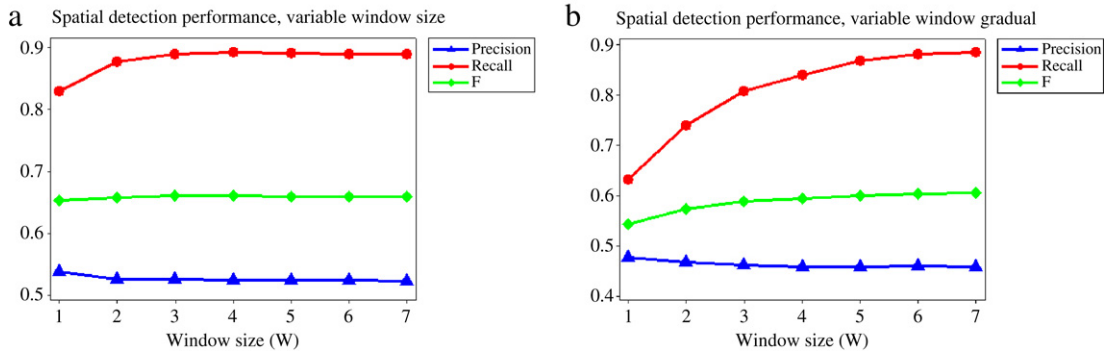 a
Spatial detection performance, variable window size
0.9
0.8
0.7
0.6
0.5
1 2 3 4 5 6 7
Window size (W)
Precision
Recall
F
b
Spatial detection performance, variable window gradual
0.9
0.8
0.7
0.6
0.5
0.4
1 2 3 4 5 6 7
Window size (W)
Precision
Recall
F